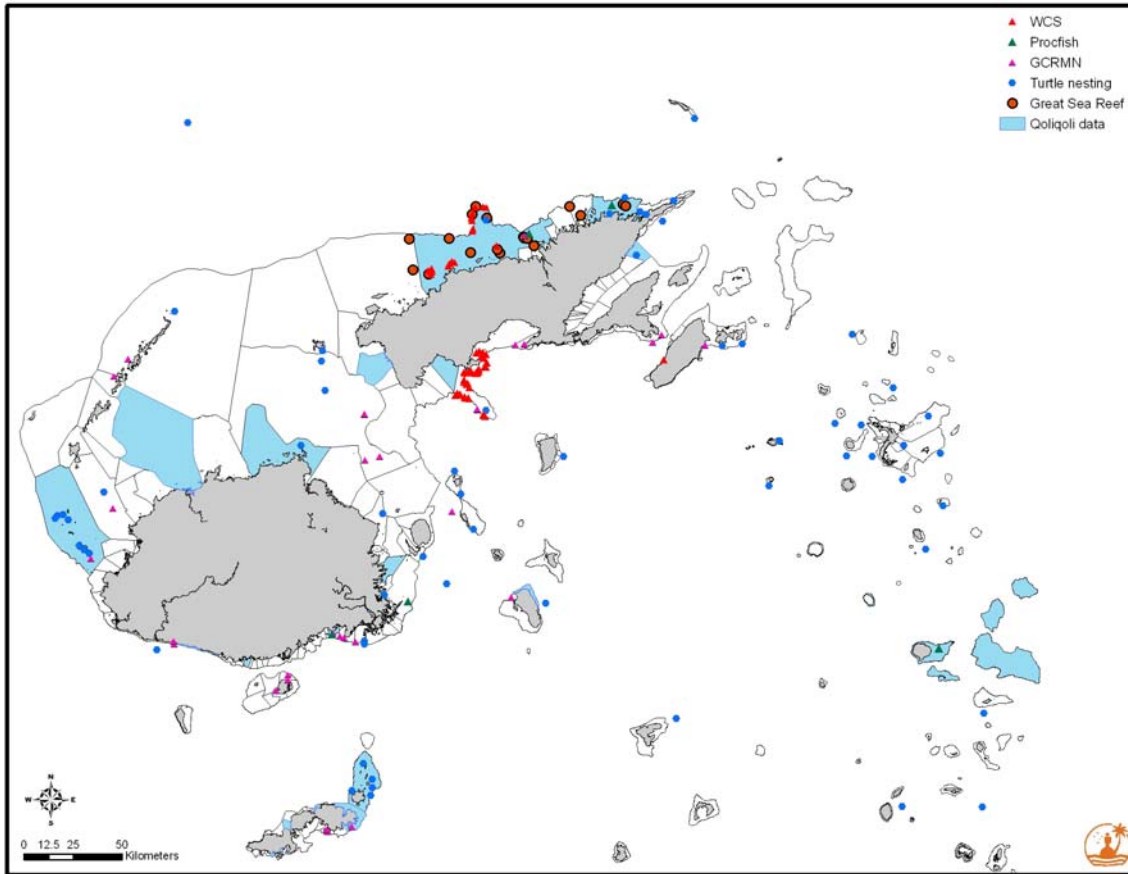 WCS
Procfish
GCRMN
Turtle nesting
Great Sea Reef
Qoliqoli data
N
W E
S
0 12.5 25 50
Kilometers